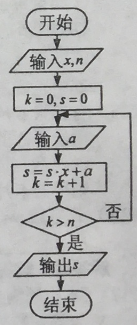 开始
输入x,n
k=0,s=0
输入a
s=s·x+a
k=k+1
k>n
否
是
输出s
结束